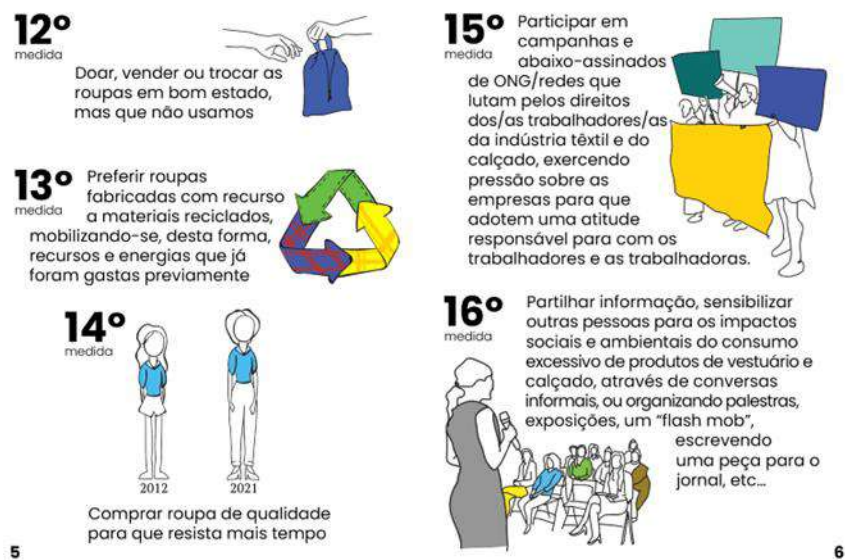 12º
medida
Doar, vender ou trocar as
roupas em bom estado,
mas que não usamos
13º
medida
Preferir roupas
fabricadas com recurso
a materiais reciclados,
mobilizando-se, desta forma,
recursos e energias que já
foram gastas previamente
14º
medida
2012
2021
Comprar roupa de qualidade
para que resista mais tempo
5
15º
medida
Participar em
campanhas e
abaixo-assinados
de ONG/redes que
lutam pelos direitos
dos/as trabalhadores/as
da indústria têxtil e do
calçado, exercendo
pressão sobre as
empresas para que
adotem uma atitude
responsável para com os
trabalhadores e as trabalhadoras.
16º
medida
Partilhar informação, sensibilizar
outras pessoas para os impactos
sociais e ambientais do consumo
excessivo de produtos de vestuário e
calçado, através de conversas
informais, ou organizando palestras,
exposições, um "flash mob",
escrevendo
uma peça para o
jornal, etc...
6